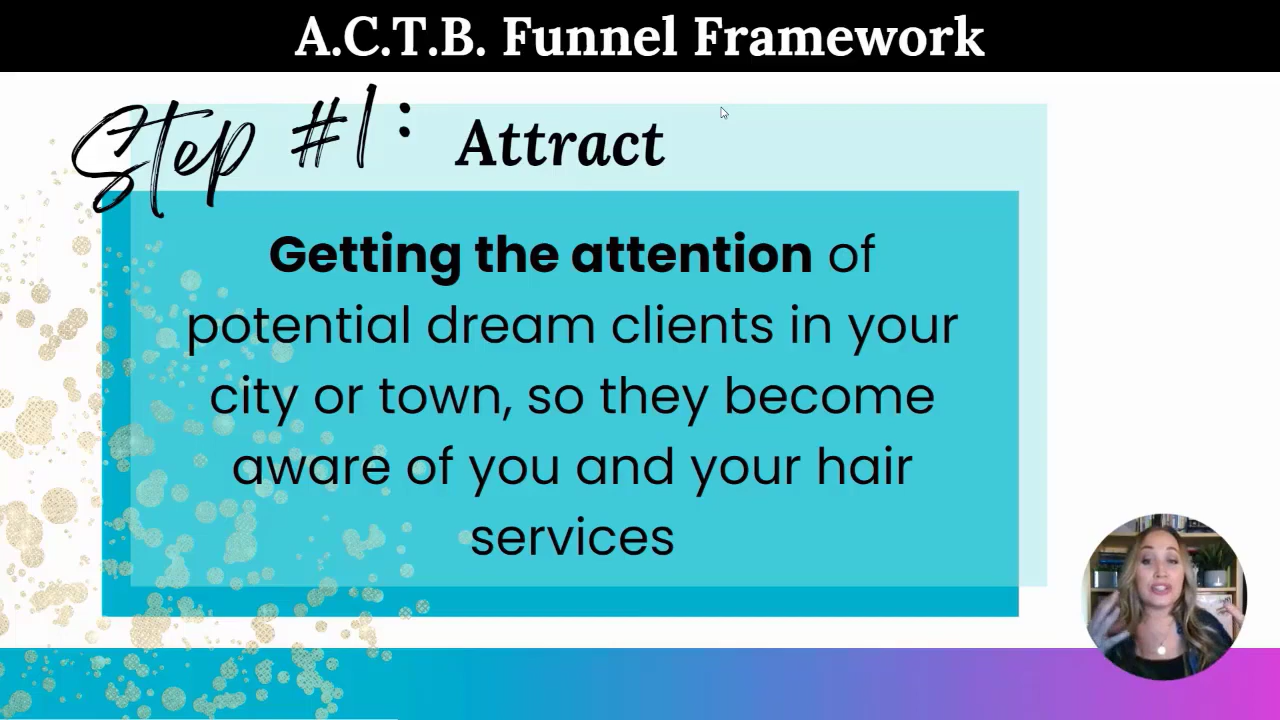 A.C.T.B. Funnel Framework
Step #1: Attract
Getting the attention of
potential dream clients in your
city or town, so they become
aware of you and your hair
services